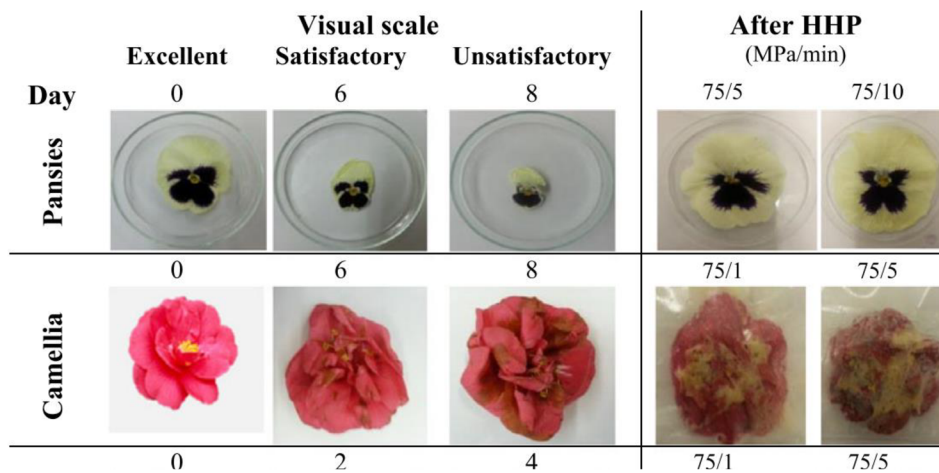 Visual scale
After HHP
Excellent Satisfactory Unsatisfactory
(MPa/min)
Day 0 6 8 75/5 75/10
Pansies
0 6 8 75/1 75/5
Camellia
0 2 4 75/1 75/5